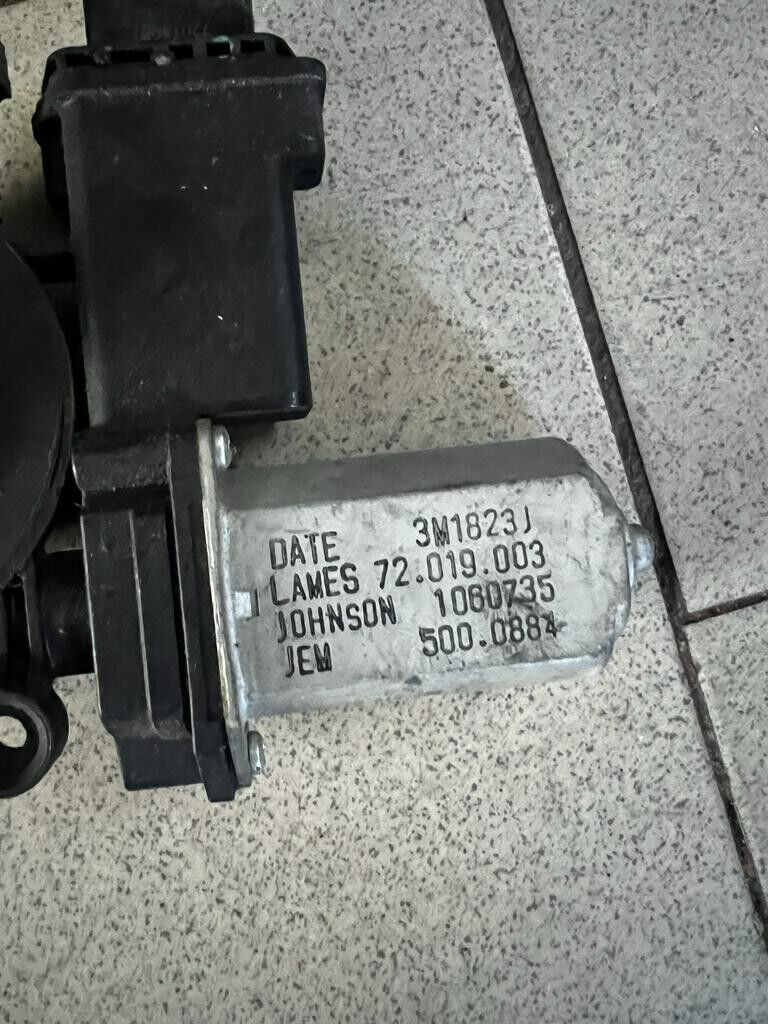 DATE 3M1823J
LAMES 72.019.003
JOHNSON 1060735
JEM 500.0884